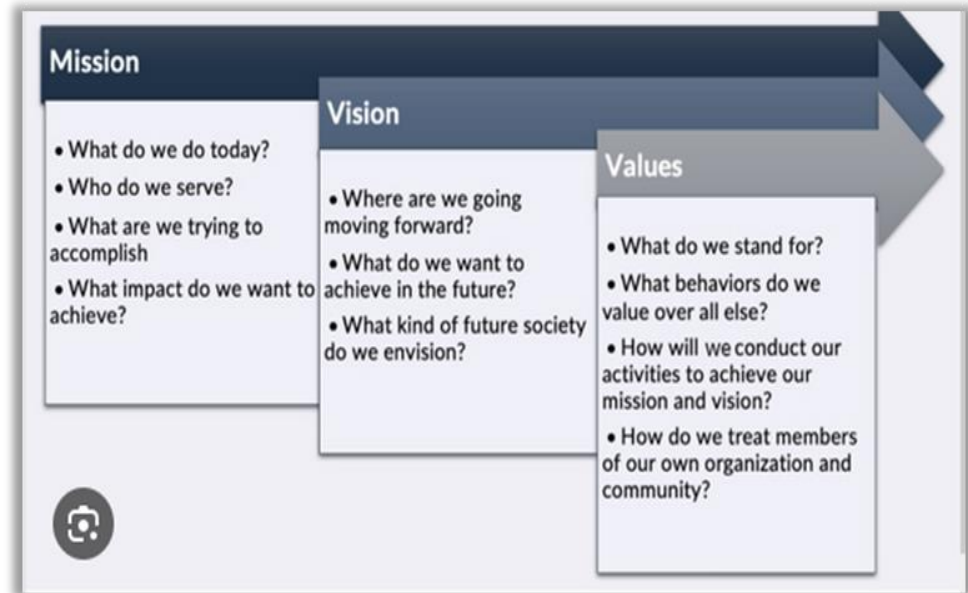 Mission
• What do we do today?
• Who do we serve?
• What are we trying to
accomplish
• What impact do we want to
achieve?
Vision
• Where are we going
moving forward?
• What do we want to
achieve in the future?
• What kind of future society
do we envision?
Values
• What do we stand for?
• What behaviors do we
value over all else?
• How will we conduct our
activities to achieve our
mission and vision?
• How do we treat members
of our own organization and
community?